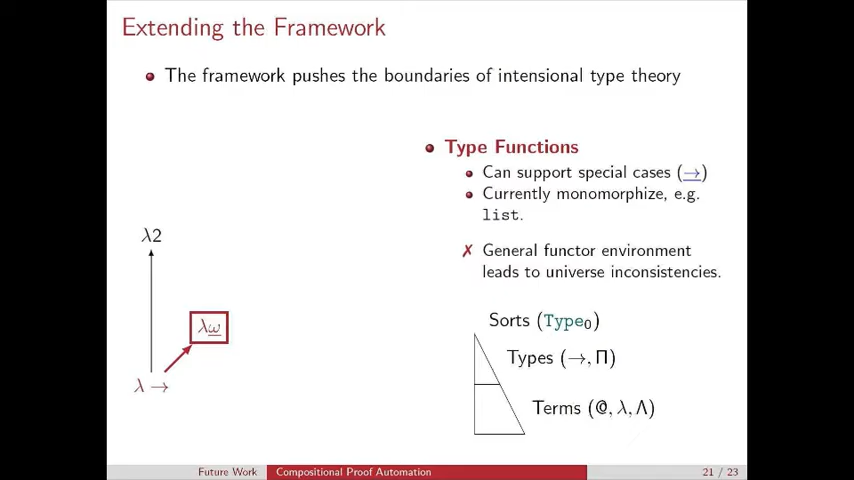 Extending the Framework
The framework pushes the boundaries of intensional type theory
Type Functions
Can support special cases (→)
Currently monomorphize, e.g.
list.
✗ General functor environment
leads to universe inconsistencies.
λ2
λω
λ →
Sorts (Type₀)
Types (→, Π)
Terms (@, λ, Λ)
Future Work
Compositional Proof Automation
21 / 23